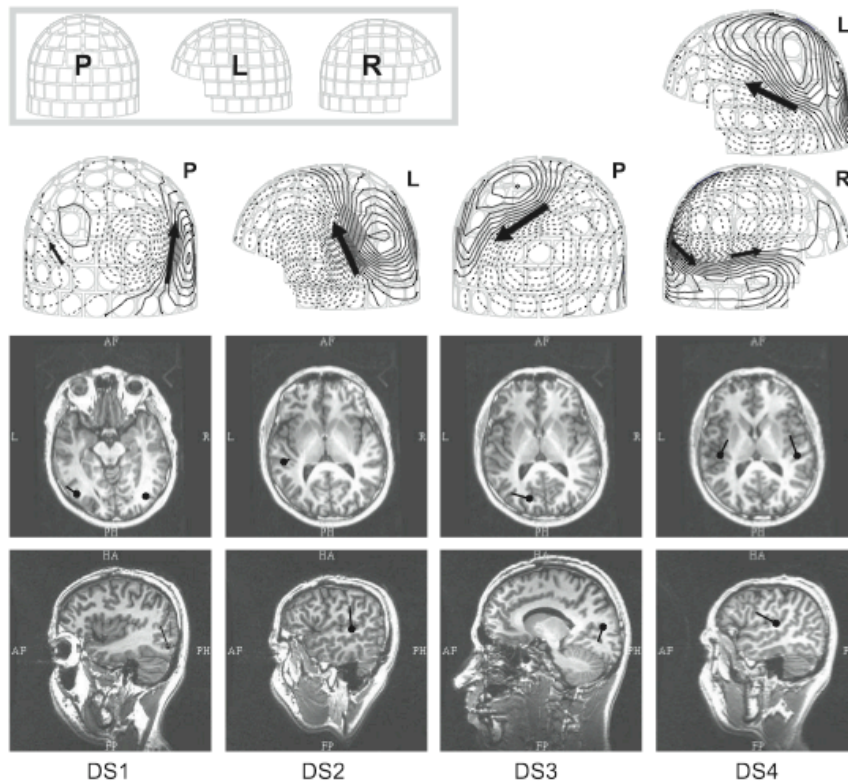 P L R
L
P L P R
AF AF AF AF
L R L R L R L
PH PH PH PH
HA HA HA HA
AF PH AF PH AF PH AF
FP FP FP FP
DS1 DS2 DS3 DS4